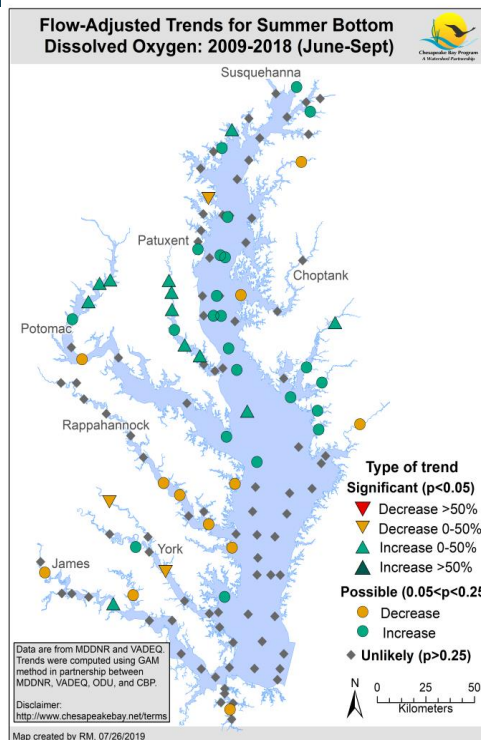 Flow-Adjusted Trends for Summer Bottom
Dissolved Oxygen: 2009-2018 (June-Sept)
Chesapeake Bay Program
A Watershed Partnership
Susquehanna
Patuxent
Choptank
Potomac
Rappahannock
York
James
Type of trend
Significant (p<0.05)
Decrease >50%
Decrease 0-50%
Increase 0-50%
Increase >50%
Possible (0.05<p<0.25
Decrease
Increase
Unlikely (p>0.25)
N
0 25 50
Kilometers
Data are from MDDNR and VADEQ.
Trends were computed using GAM
method in partnership between
MDDNR, VADEQ, ODU, and CBP.
Disclaimer:
http://www.chesapeakebay.net/terms
Map created by RM, 07/26/2019